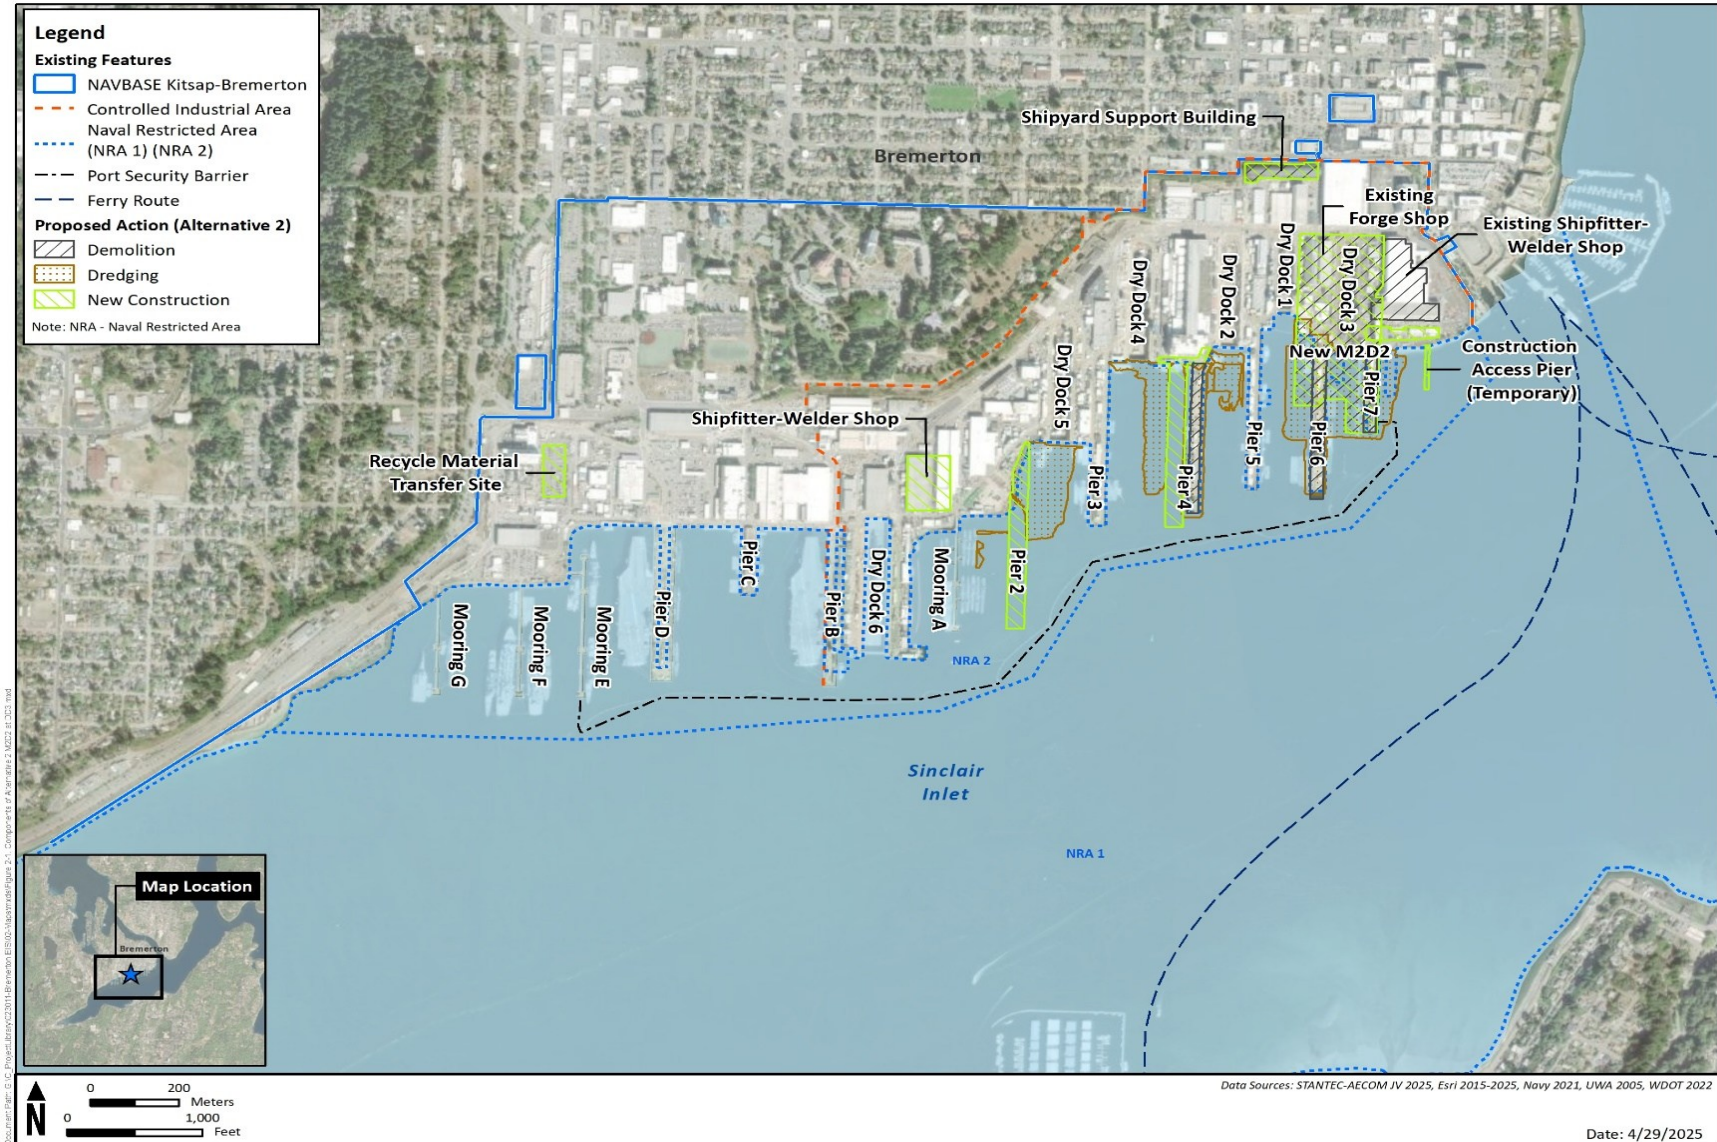 Legend
Existing Features
NAVBASE Kitsap-Bremerton
Controlled Industrial Area
Naval Restricted Area
(NRA 1) (NRA 2)
Port Security Barrier
Ferry Route
Proposed Action (Alternative 2)
Demolition
Dredging
New Construction
Note: NRA - Naval Restricted Area
Shipyard Support Building
Bremerton
Existing
Forge Shop
Existing Shipfitter-
Welder Shop
Dry Dock 4
Dry Dock 2
Dry Dock 1
Dry Dock 3
Dry Dock 5
New M2D2
Construction
Access Pier
(Temporary)
Pier 7
Shipfitter-Welder Shop
Recycle Material
Transfer Site
Pier 3
Pier 4
Pier 5
Pier 6
Mooring G
Mooring F
Mooring E
Pier D
Pier C
Pier B
Dry Dock 6
Mooring A
Pier 2
NRA 2
Sinclair
Inlet
NRA 1
Map Location
Bremerton
N
0 200
Meters
0 1,000
Feet
Data Sources: STANTEC-AECOM JV 2025, Esri 2015-2025, Navy 2021, UWA 2005, WDOT 2022
Date: 4/29/2025